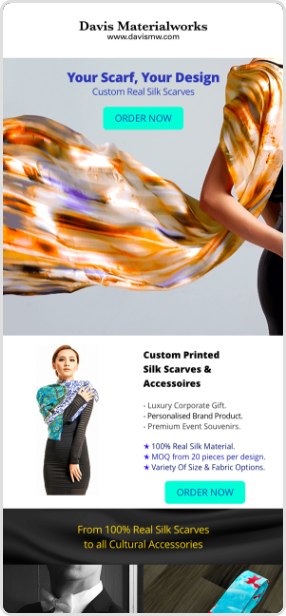 Davis Materialworks
www.davismw.com
Your Scarf, Your Design
Custom Real Silk Scarves
ORDER NOW
Custom Printed
Silk Scarves &
Accessoires
- Luxury Corporate Gift.
- Personalised Brand Product.
- Premium Event Souvenirs.
★ 100% Real Silk Material.
★ MOQ from 20 pieces per design.
★ Variety Of Size & Fabric Options.
ORDER NOW
From 100% Real Silk Scarves
to all Cultural Accessories